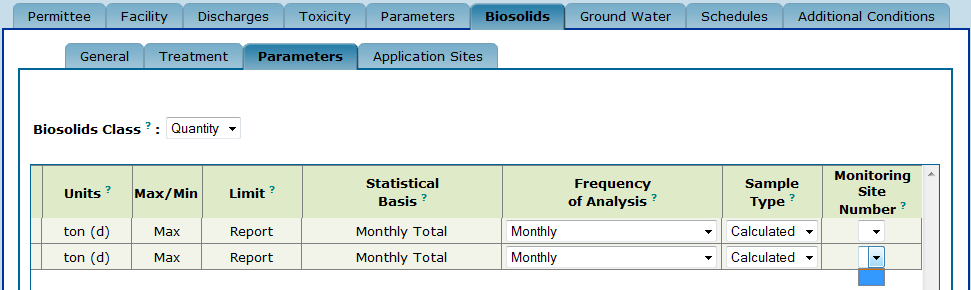 Permittee Facility Discharges Toxicity Parameters Biosolids Ground Water Schedules Additional Conditions
General Treatment Parameters Application Sites
Biosolids Class ? : Quantity
Units ? Max/Min Limit ? Statistical Basis ? Frequency of Analysis ? Sample Type ? Monitoring Site Number ?
ton (d) Max Report Monthly Total Monthly Calculated
ton (d) Max Report Monthly Total Monthly Calculated